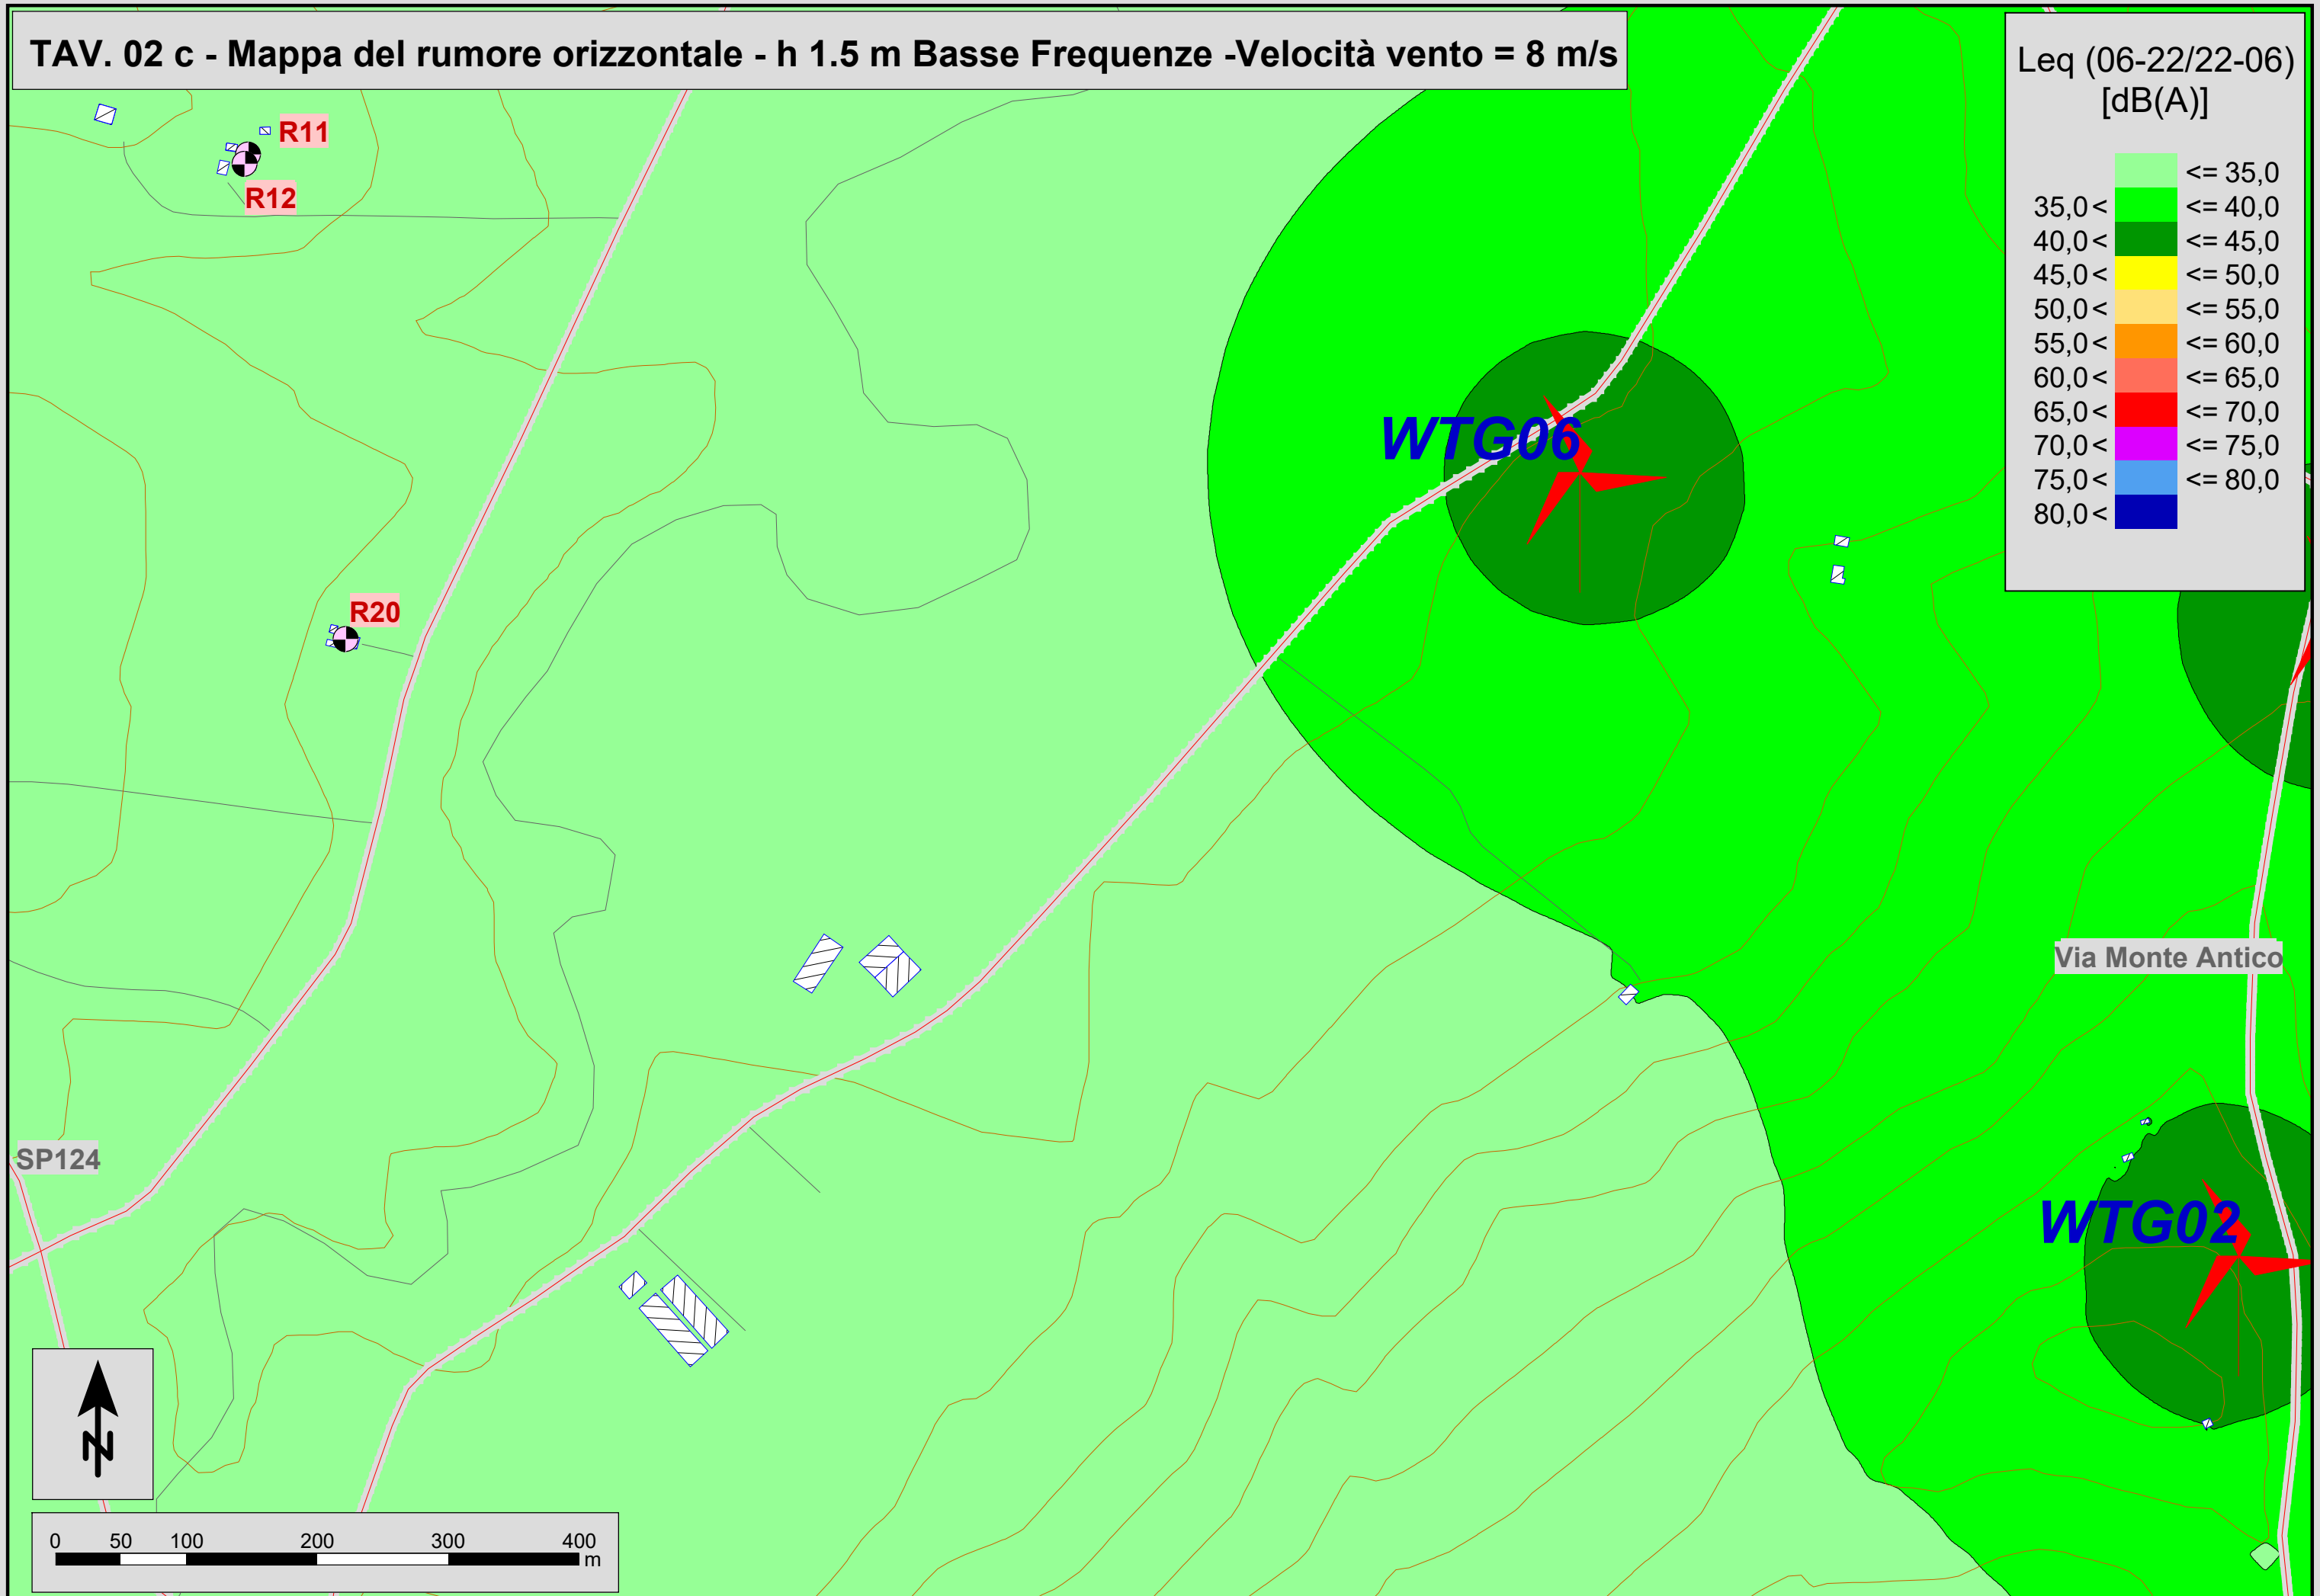 TAV. 02 c - Mappa del rumore orizzontale - h 1.5 m Basse Frequenze -Velocità vento = 8 m/s
Leq (06-22/22-06)
[dB(A)]
<= 35,0
35,0 < <= 40,0
40,0 < <= 45,0
45,0 < <= 50,0
50,0 < <= 55,0
55,0 < <= 60,0
60,0 < <= 65,0
65,0 < <= 70,0
70,0 < <= 75,0
75,0 < <= 80,0
80,0 <
R11
R12
WTG06
R20
Via Monte Antico
SP124
WTG02
N
0 50 100 200 300 400
m